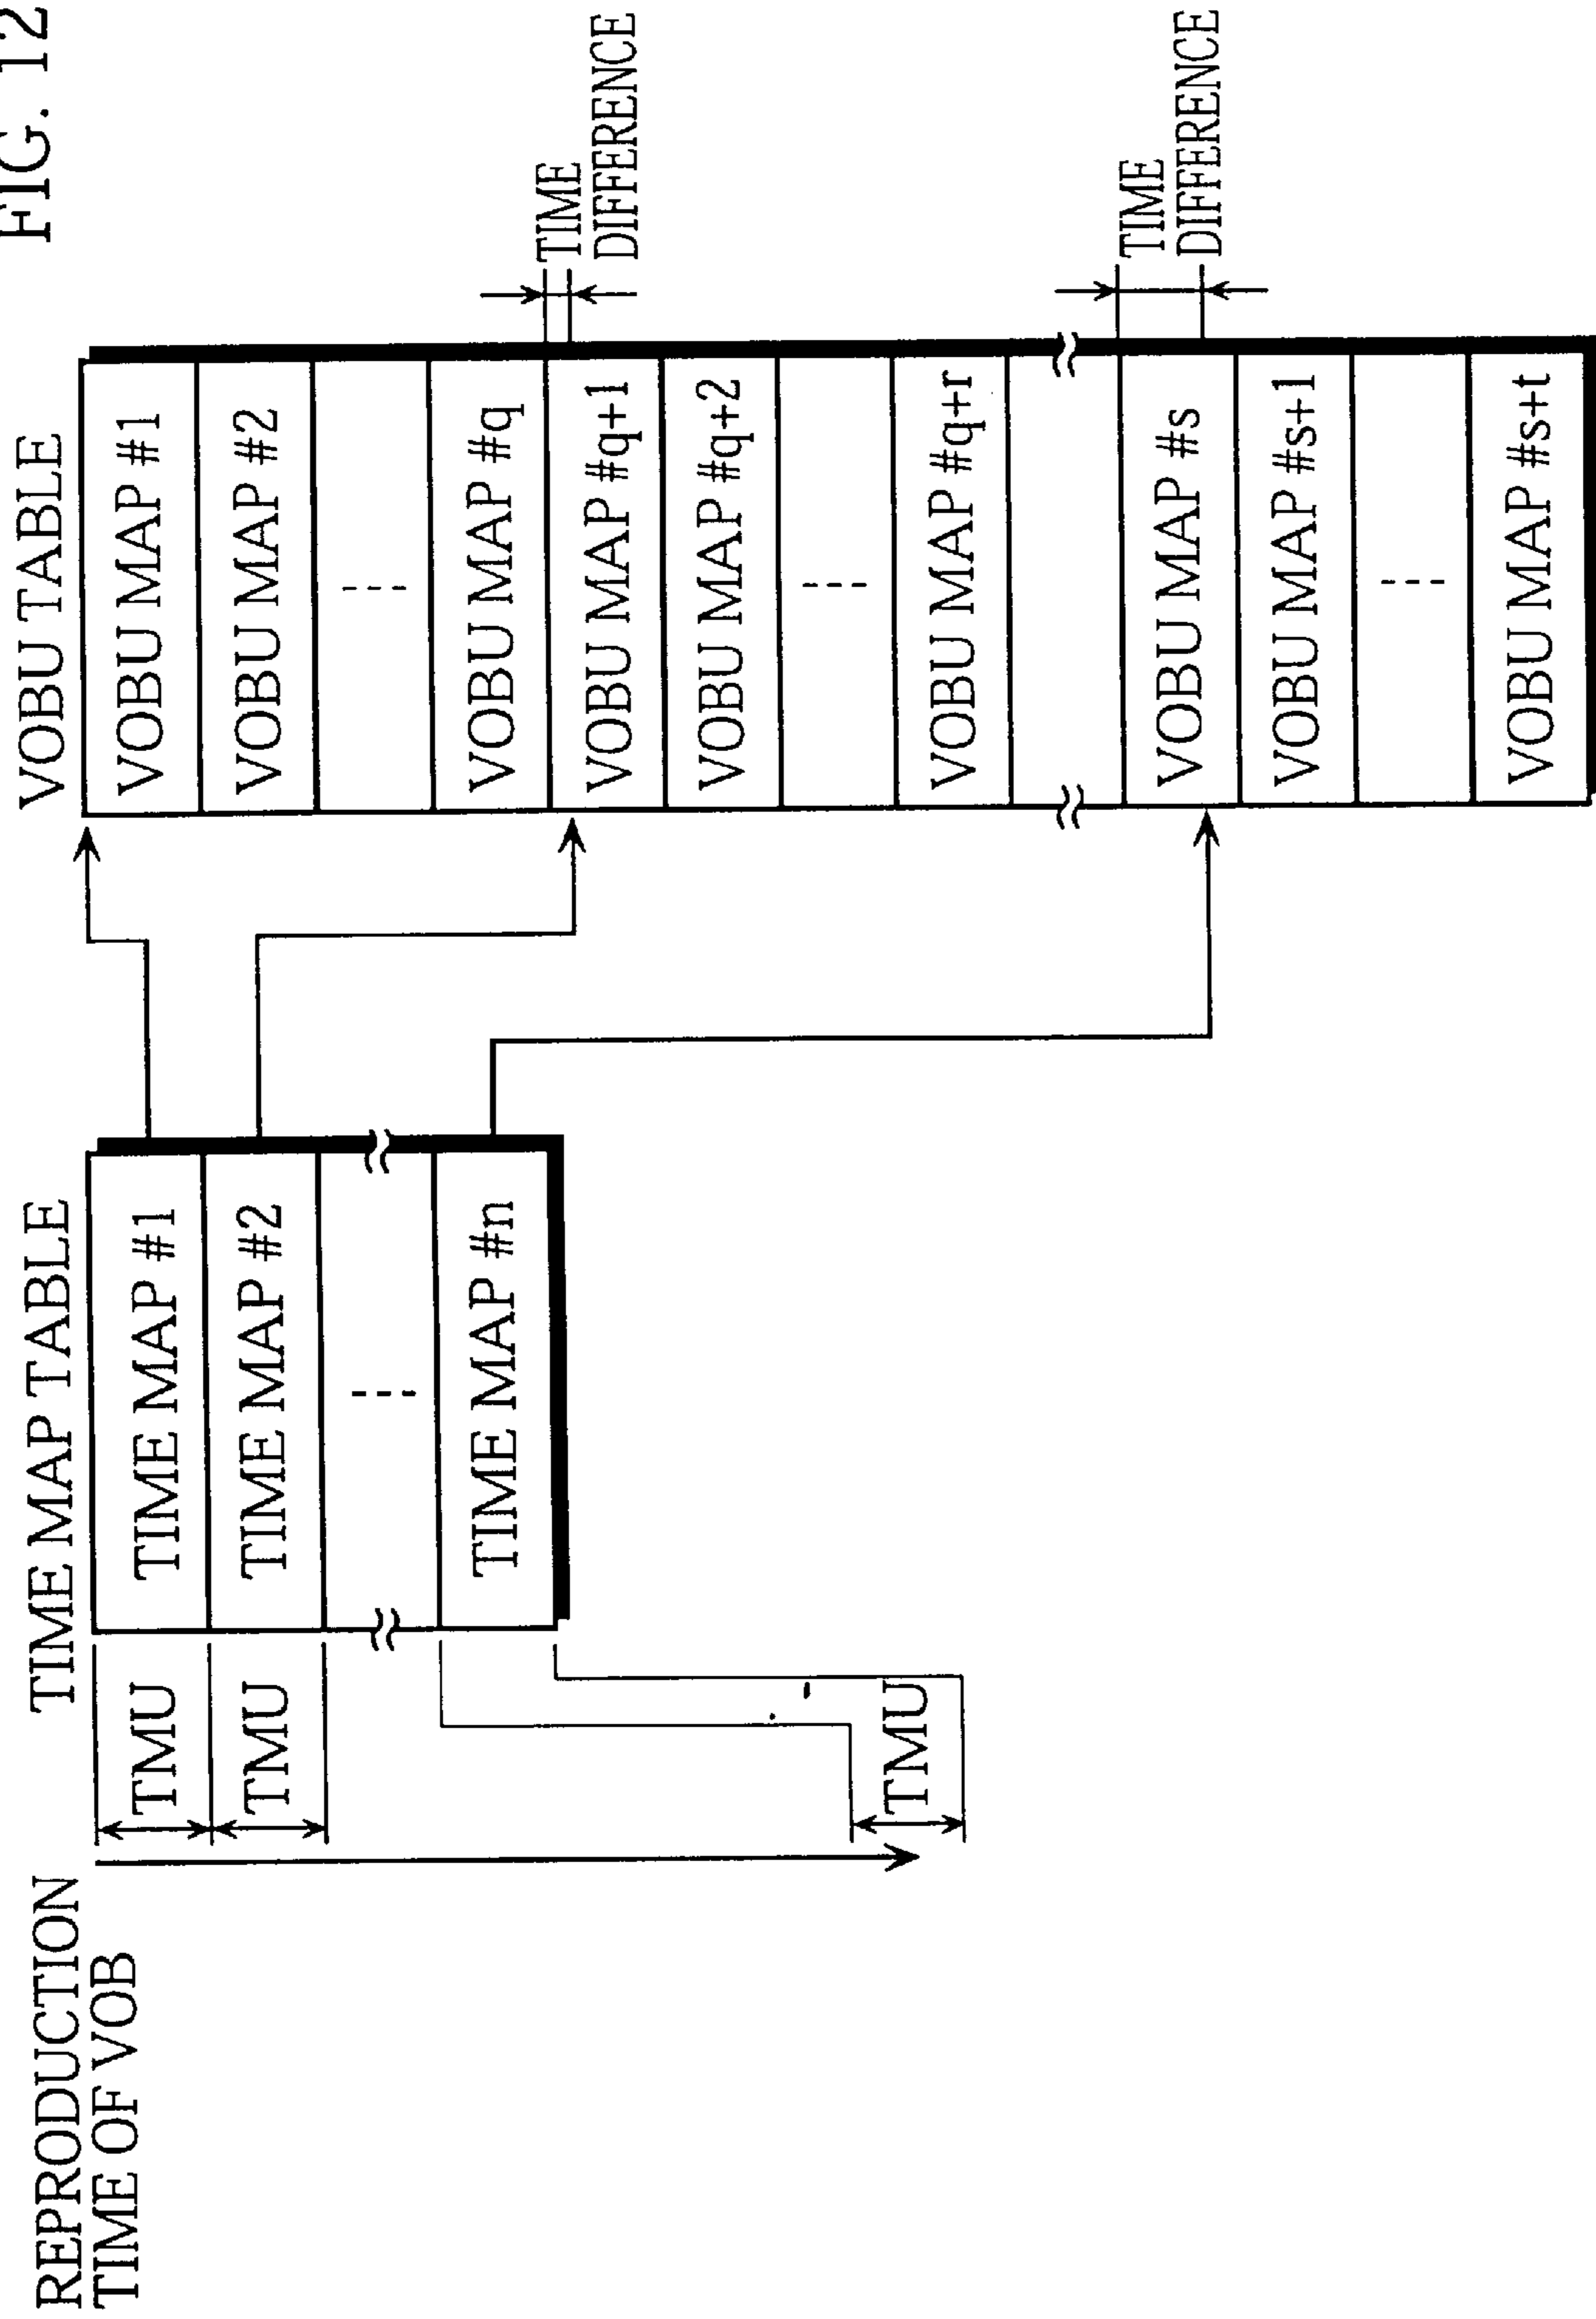 FIG. 12
REPRODUCTION
TIME OF VOB
TMU
TMU
TMU
TIME MAP TABLE
TIME MAP #1
TIME MAP #2
---
TIME MAP #n
VOBU TABLE
VOBU MAP #1
VOBU MAP #2
---
VOBU MAP #q
VOBU MAP #q+1
VOBU MAP #q+2
---
VOBU MAP #q+r
VOBU MAP #s
VOBU MAP #s+1
---
VOBU MAP #s+t
TIME
DIFFERENCE
TIME
DIFFERENCE